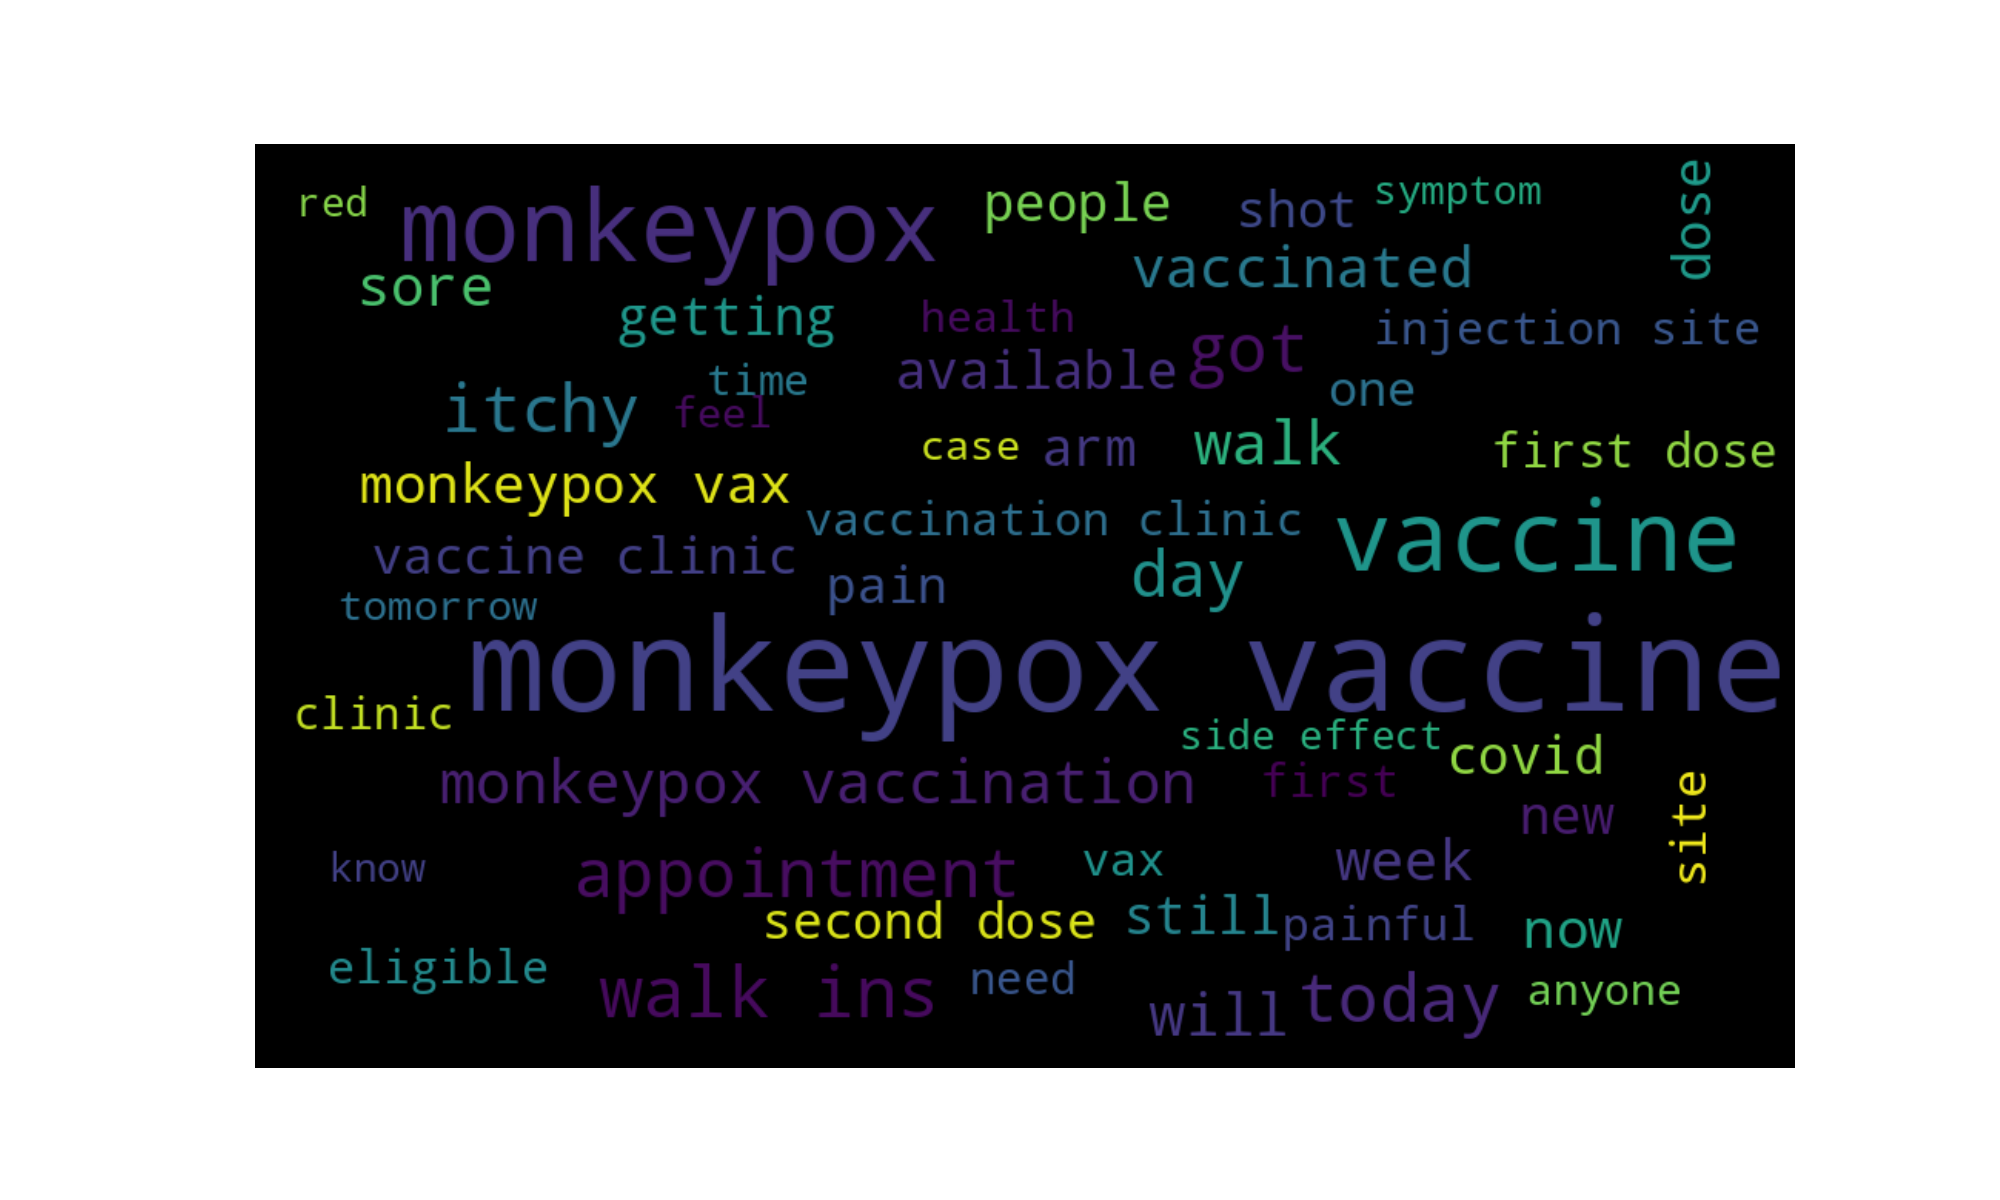 red
monkeypox
people
shot
symptom
dose
sore
vaccinated
getting
health
got
injection site
time
available
one
itchy
feel
case
arm
walk
first dose
monkeypox vax
vaccination clinic
vaccine
vaccine clinic
pain
day
tomorrow
monkeypox vaccine
clinic
side effect
covid
monkeypox vaccination
first
new
site
know
appointment
vax
week
second dose
still
painful
now
eligible
walk ins
need
will
today
anyone